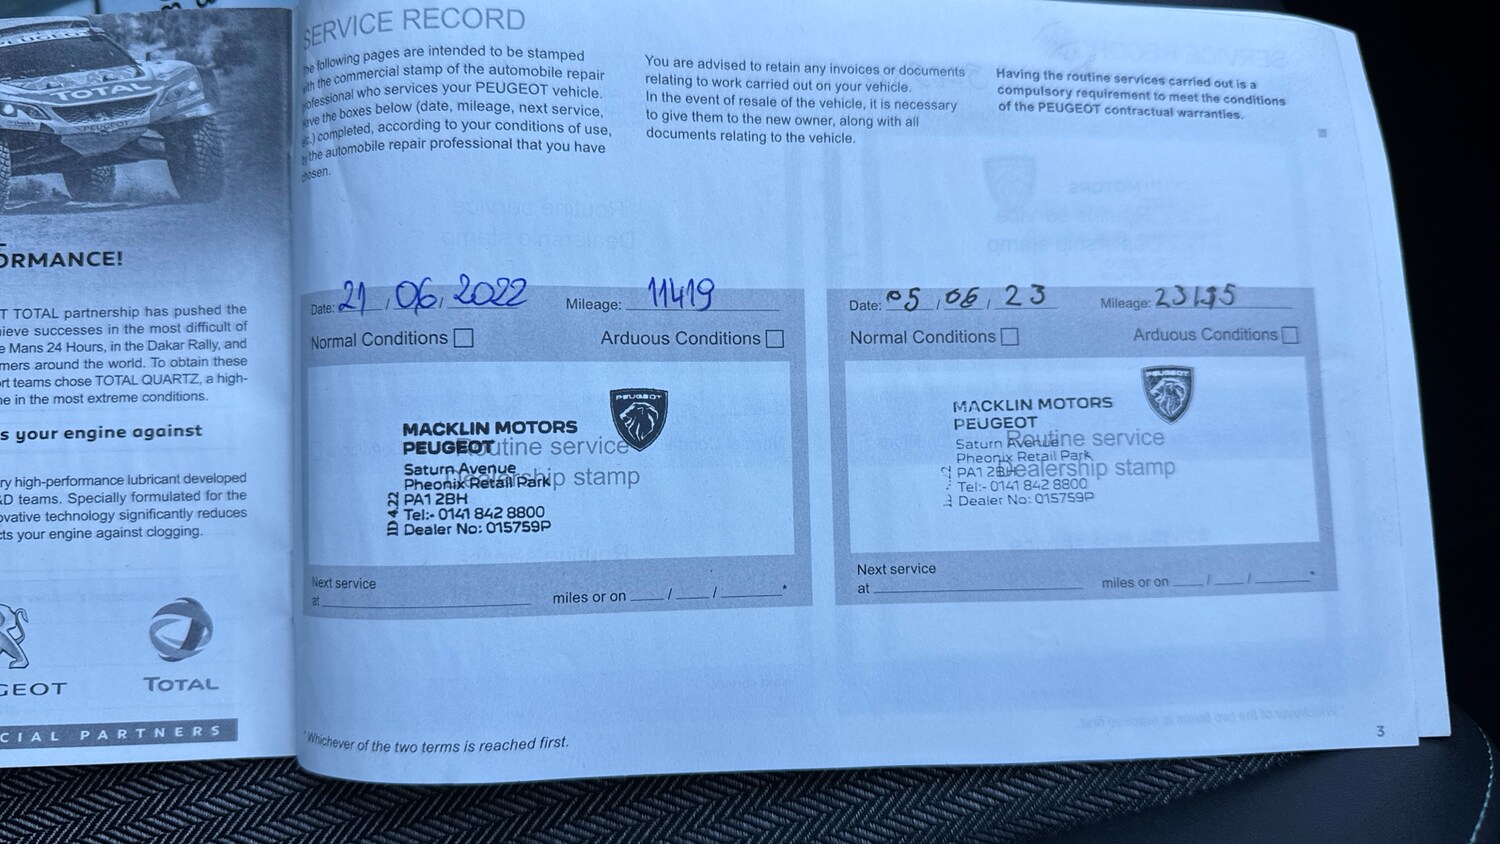 PEUGEOT
TOTAL
ORMANCE!
T TOTAL partnership has pushed the
ieve successes in the most difficult of
e Mans 24 Hours, in the Dakar Rally, and
mers around the world. To obtain these
rt teams chose TOTAL QUARTZ, a high-
ne in the most extreme conditions.
s your engine against
ry high-performance lubricant developed
&D teams. Specially formulated for the
ovative technology significantly reduces
cts your engine against clogging.
GEOT
TOTAL
CIAL PARTNERS
SERVICE RECORD
he following pages are intended to be stamped
with the commercial stamp of the automobile repair
professional who services your PEUGEOT vehicle.
ave the boxes below (date, mileage, next service,
etc.) completed, according to your conditions of use,
by the automobile repair professional that you have
chosen.
You are advised to retain any invoices or documents
relating to work carried out on your vehicle.
In the event of resale of the vehicle, it is necessary
to give them to the new owner, along with all
documents relating to the vehicle.
Having the routine services carried out is a
compulsory requirement to meet the conditions
of the PEUGEOT contractual warranties.
Date: 21 / 06 / 2022 Mileage: 11419
Normal Conditions Arduous Conditions
PEUGEOT
MACKLIN MOTORS
PEUGEOT
Routine service
Saturn Avenue
Dealership stamp
Pheonix Retail Park
PA1 2BH
Tel:- 0141 842 8800
Dealer No: 015759P
ID 4.22
Next service
at miles or on / / *
Date: 05 / 06 / 23 Mileage:
Normal Conditions Arduous Conditions
PEUGEOT
MACKLIN MOTORS
PEUGEOT
Routine service
Saturn Avenue
Pheonix Retail Park
Dealership stamp
PA1 2BH
Tel:- 0141 842 8800
Dealer No: 015759P
Next service
at miles or on / / *
*Whichever of the two terms is reached first.
3